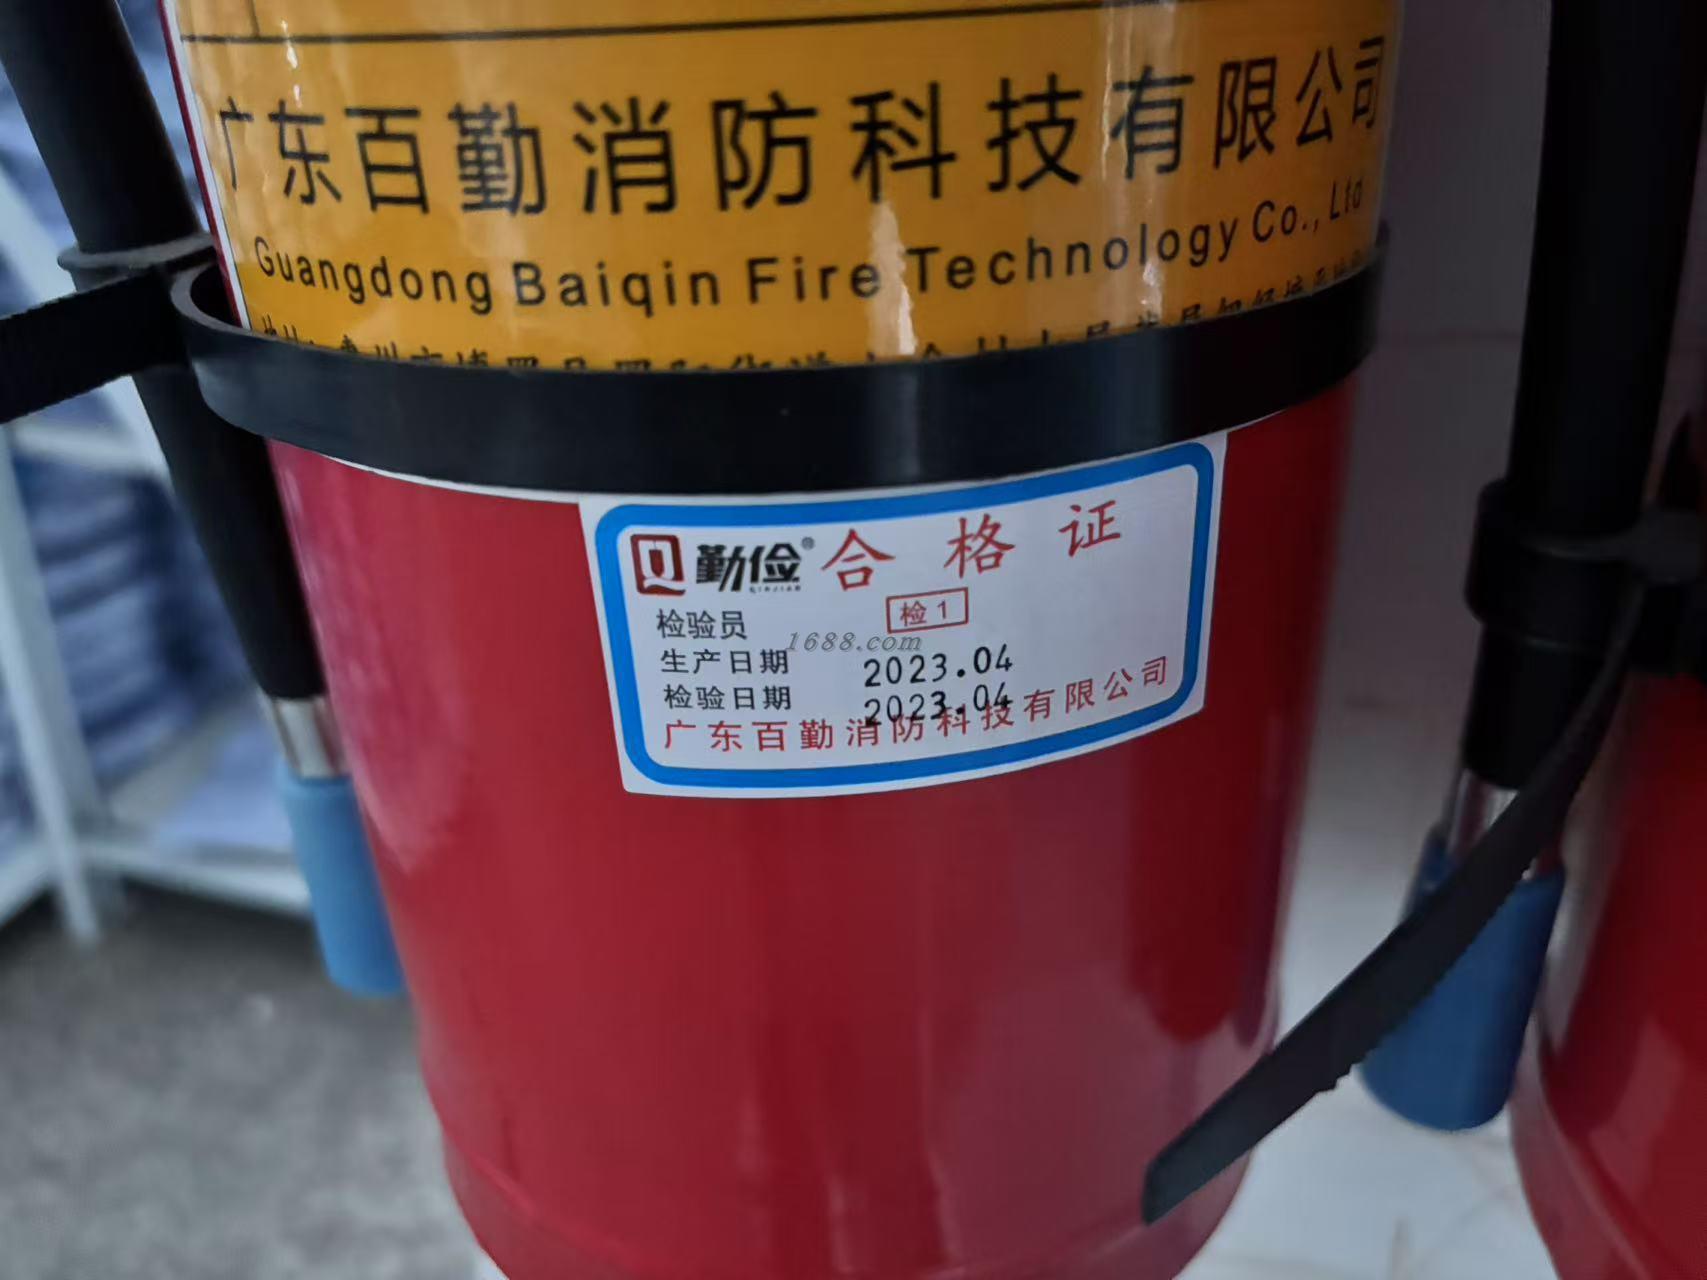 广东百勤消防科技有限公司
Guangdong Baiqin Fire Technology Co., Ltd
勤俭® 合格证
QINJIAN
检验员 检1
1688.com
生产日期 2023.04
检验日期 2023.04
广东百勤消防科技有限公司